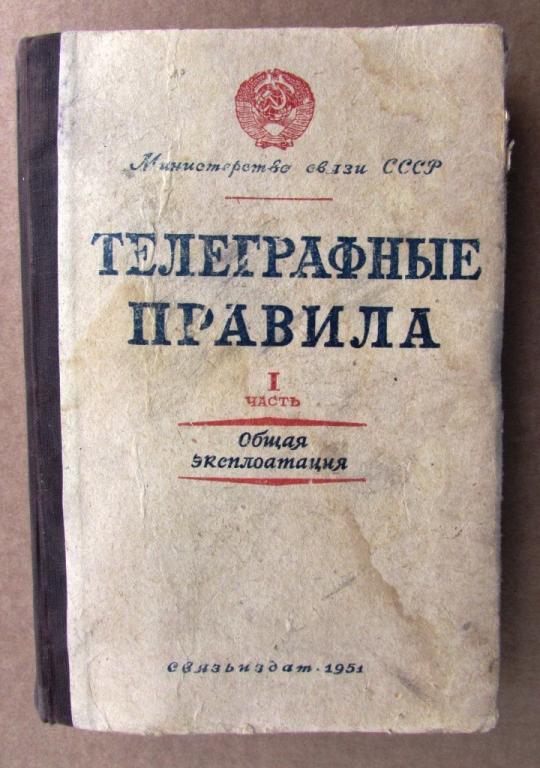 Министерство связи СССР
ТЕЛЕГРАФНЫЕ
ПРАВИЛА
I
ЧАСТЬ
Общая
эксплоатация
Связьиздат·1951